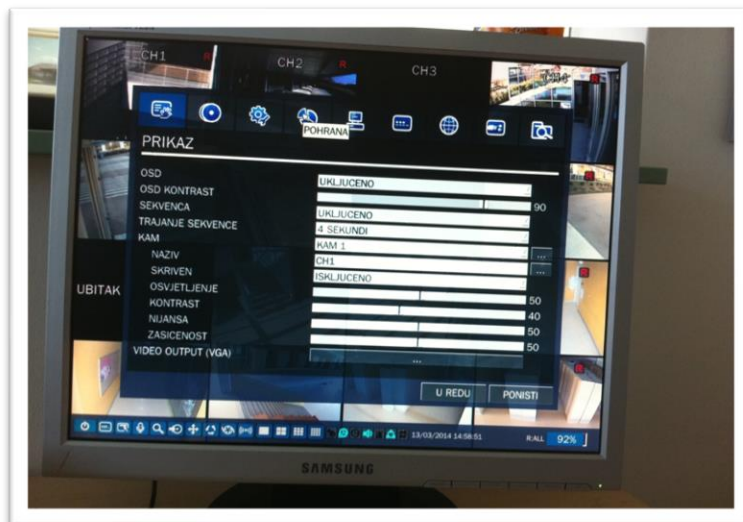 CH1 R
CH2 R
CH3
R
POHRANA
PRIKAZ
OSD UKLJUCENO
OSD KONTRAST 90
SEKVENCA UKLJUCENO
TRAJANJE SEKVENCE 4 SEKUNDI
KAM KAM 1 ...
NAZIV CH1 ...
SKRIVEN ISKLJUCENO
OSVJETLJENJE 50
KONTRAST 40
NIJANSA 50
ZASICENOST 50
VIDEO OUTPUT (VGA) ...
UBITAK
R
R
R
U REDU PONISTI
13/03/2014 14:56:51 R:ALL 92%
SAMSUNG